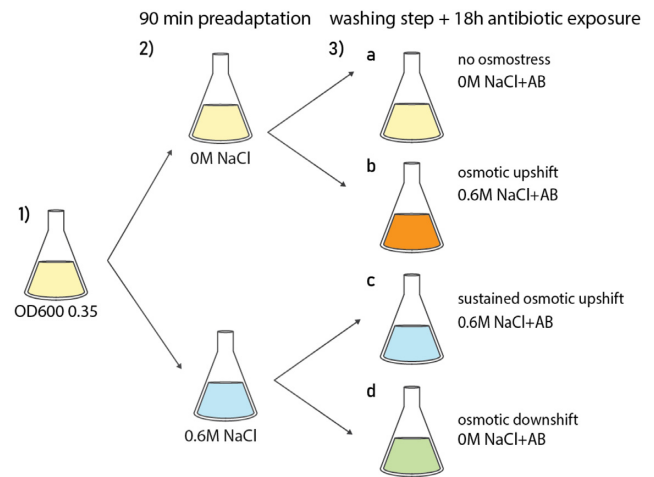 90 min preadaptation
washing step + 18h antibiotic exposure
1)
OD600 0.35
2)
0M NaCl
0.6M NaCl
3)
a
no osmostress
0M NaCl+AB
b
osmotic upshift
0.6M NaCl+AB
c
sustained osmotic upshift
0.6M NaCl+AB
d
osmotic downshift
0M NaCl+AB